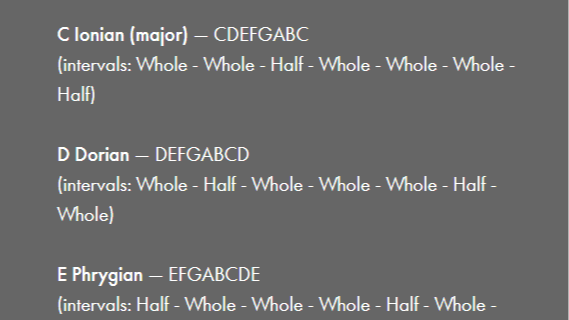 C Ionian (major) — CDEFGABC
(intervals: Whole - Whole - Half - Whole - Whole - Whole -
Half)
D Dorian — DEFGABCD
(intervals: Whole - Half - Whole - Whole - Whole - Half -
Whole)
E Phrygian — EFGABCDE
(intervals: Half - Whole - Whole - Whole - Half - Whole -